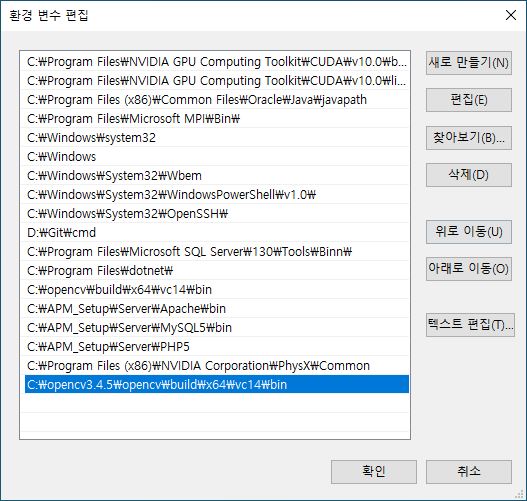 환경 변수 편집
C:₩Program Files₩NVIDIA GPU Computing Toolkit₩CUDA₩v10.0₩b...
C:₩Program Files₩NVIDIA GPU Computing Toolkit₩CUDA₩v10.0₩li...
C:₩Program Files (x86)₩Common Files₩Oracle₩Java₩javapath
C:₩Program Files₩Microsoft MPI₩Bin₩
C:₩Windows₩system32
C:₩Windows
C:₩Windows₩System32₩Wbem
C:₩Windows₩System32₩WindowsPowerShell₩v1.0₩
C:₩Windows₩System32₩OpenSSH₩
D:₩Git₩cmd
C:₩Program Files₩Microsoft SQL Server₩130₩Tools₩Binn₩
C:₩Program Files₩dotnet₩
C:₩opencv₩build₩x64₩vc14₩bin
C:₩APM_Setup₩Server₩Apache₩bin
C:₩APM_Setup₩Server₩MySQL5₩bin
C:₩APM_Setup₩Server₩PHP5
C:₩Program Files (x86)₩NVIDIA Corporation₩PhysX₩Common
C:₩opencv3.4.5₩opencv₩build₩x64₩vc14₩bin
새로 만들기(N)
편집(E)
찾아보기(B)...
삭제(D)
위로 이동(U)
아래로 이동(O)
텍스트 편집(T)...
확인
취소